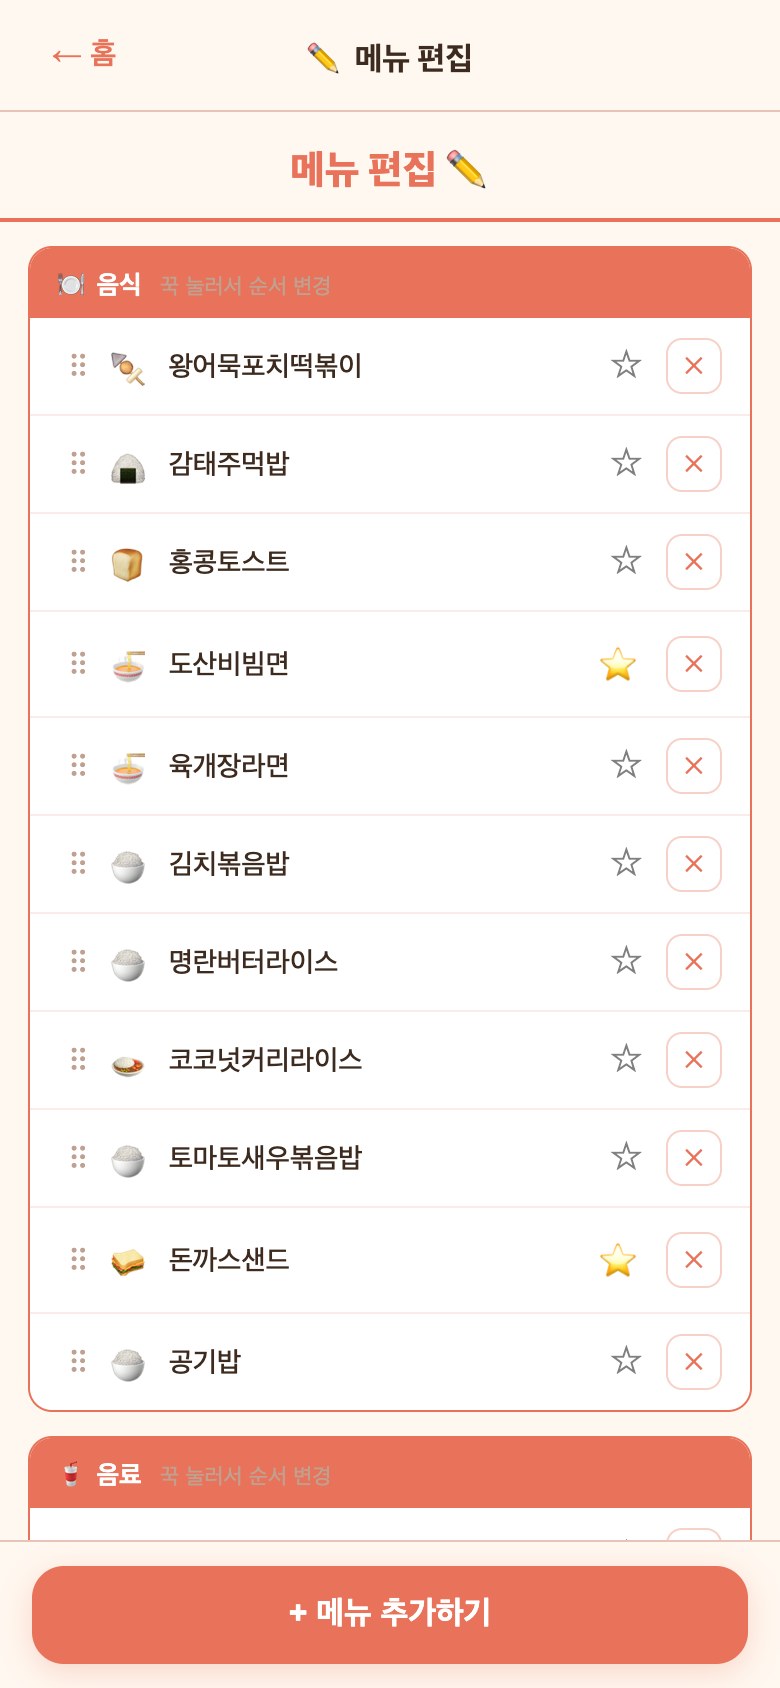 ← 홈
✏️ 메뉴 편집
메뉴 편집 ✏️
🍽️ 음식 꾹 눌러서 순서 변경
🍢 왕어묵포치떡볶이 ☆ ×
🍙 감태주먹밥 ☆ ×
🍞 홍콩토스트 ☆ ×
🍜 도산비빔면 ⭐ ×
🍜 육개장라면 ☆ ×
🍚 김치볶음밥 ☆ ×
🍚 명란버터라이스 ☆ ×
🍛 코코넛커리라이스 ☆ ×
🍚 토마토새우볶음밥 ☆ ×
🥪 돈까스샌드 ⭐ ×
🍚 공기밥 ☆ ×
🥤 음료 꾹 눌러서 순서 변경
+ 메뉴 추가하기